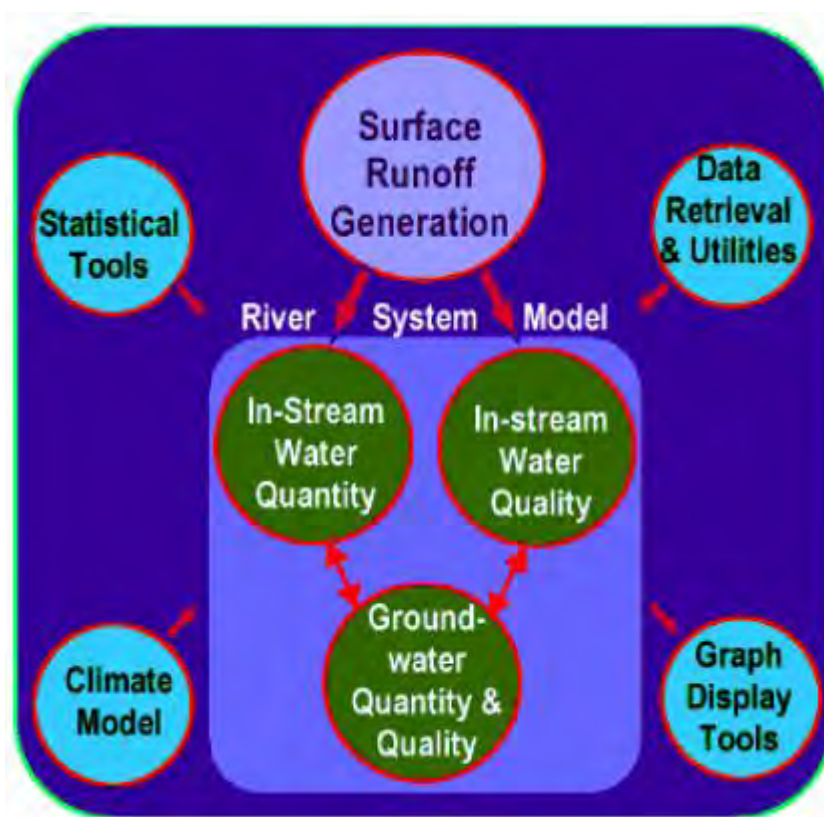 Surface
Runoff
Generation
Statistical
Tools
Data
Retrieval
& Utilities
River System Model
In-Stream
Water
Quantity
In-stream
Water
Quality
Ground-
water
Quantity &
Quality
Climate
Model
Graph
Display
Tools